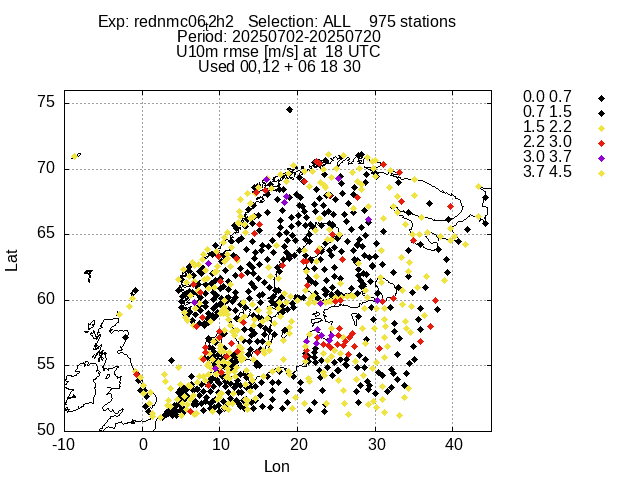 Exp: rednmc06,2h2   Selection: ALL    975 stations
Period: 20250702-20250720
U10m rmse [m/s] at  18 UTC
Used 00,12 + 06 18 30
0.0 0.7
0.7 1.5
1.5 2.2
2.2 3.0
3.0 3.7
3.7 4.5
75
70
65
60
55
50
Lat
-10 0 10 20 30 40
Lon